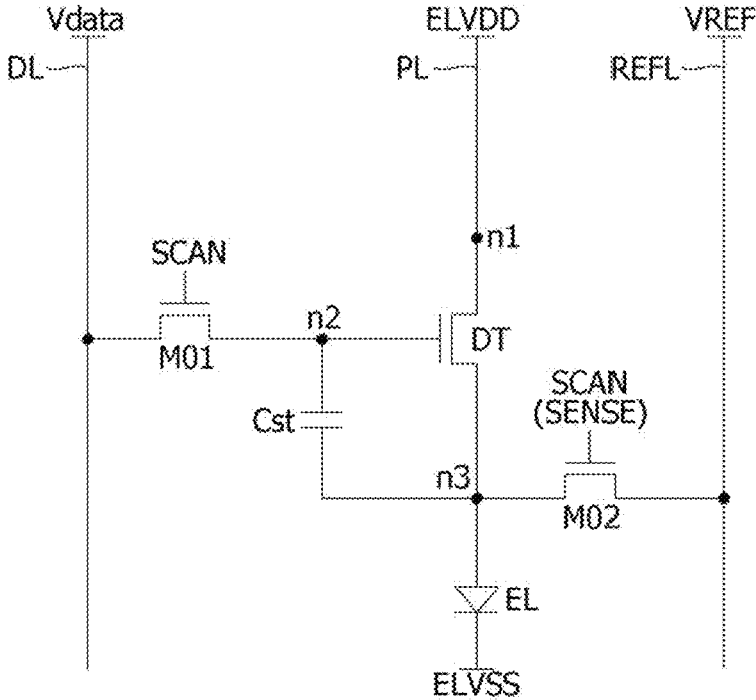 Vdata
ELVDD
VREF
DL
PL
REFL
n1
SCAN
n2
DT
M01
SCAN
(SENSE)
Cst
n3
M02
EL
ELVSS